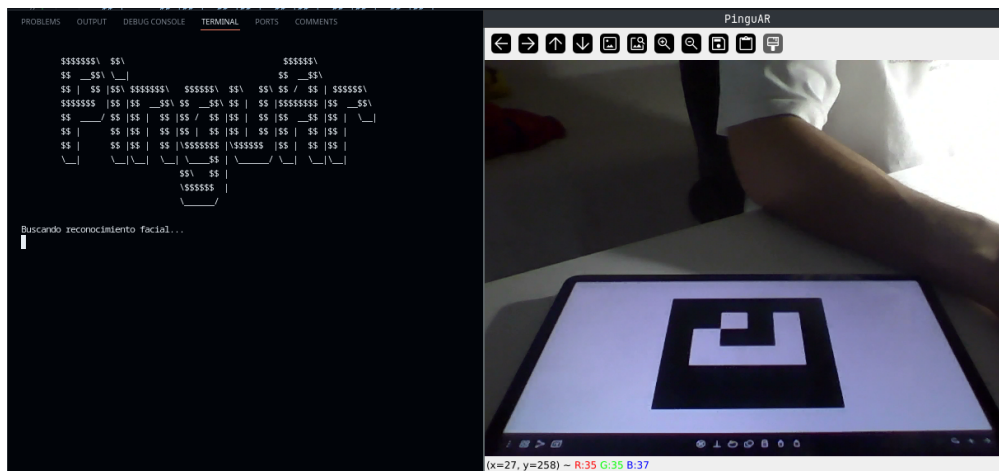 PROBLEMS OUTPUT DEBUG CONSOLE TERMINAL PORTS COMMENTS
PinguAR
Buscando reconocimiento facial...
(x=27, y=258) ~ R:35 G:35 B:37